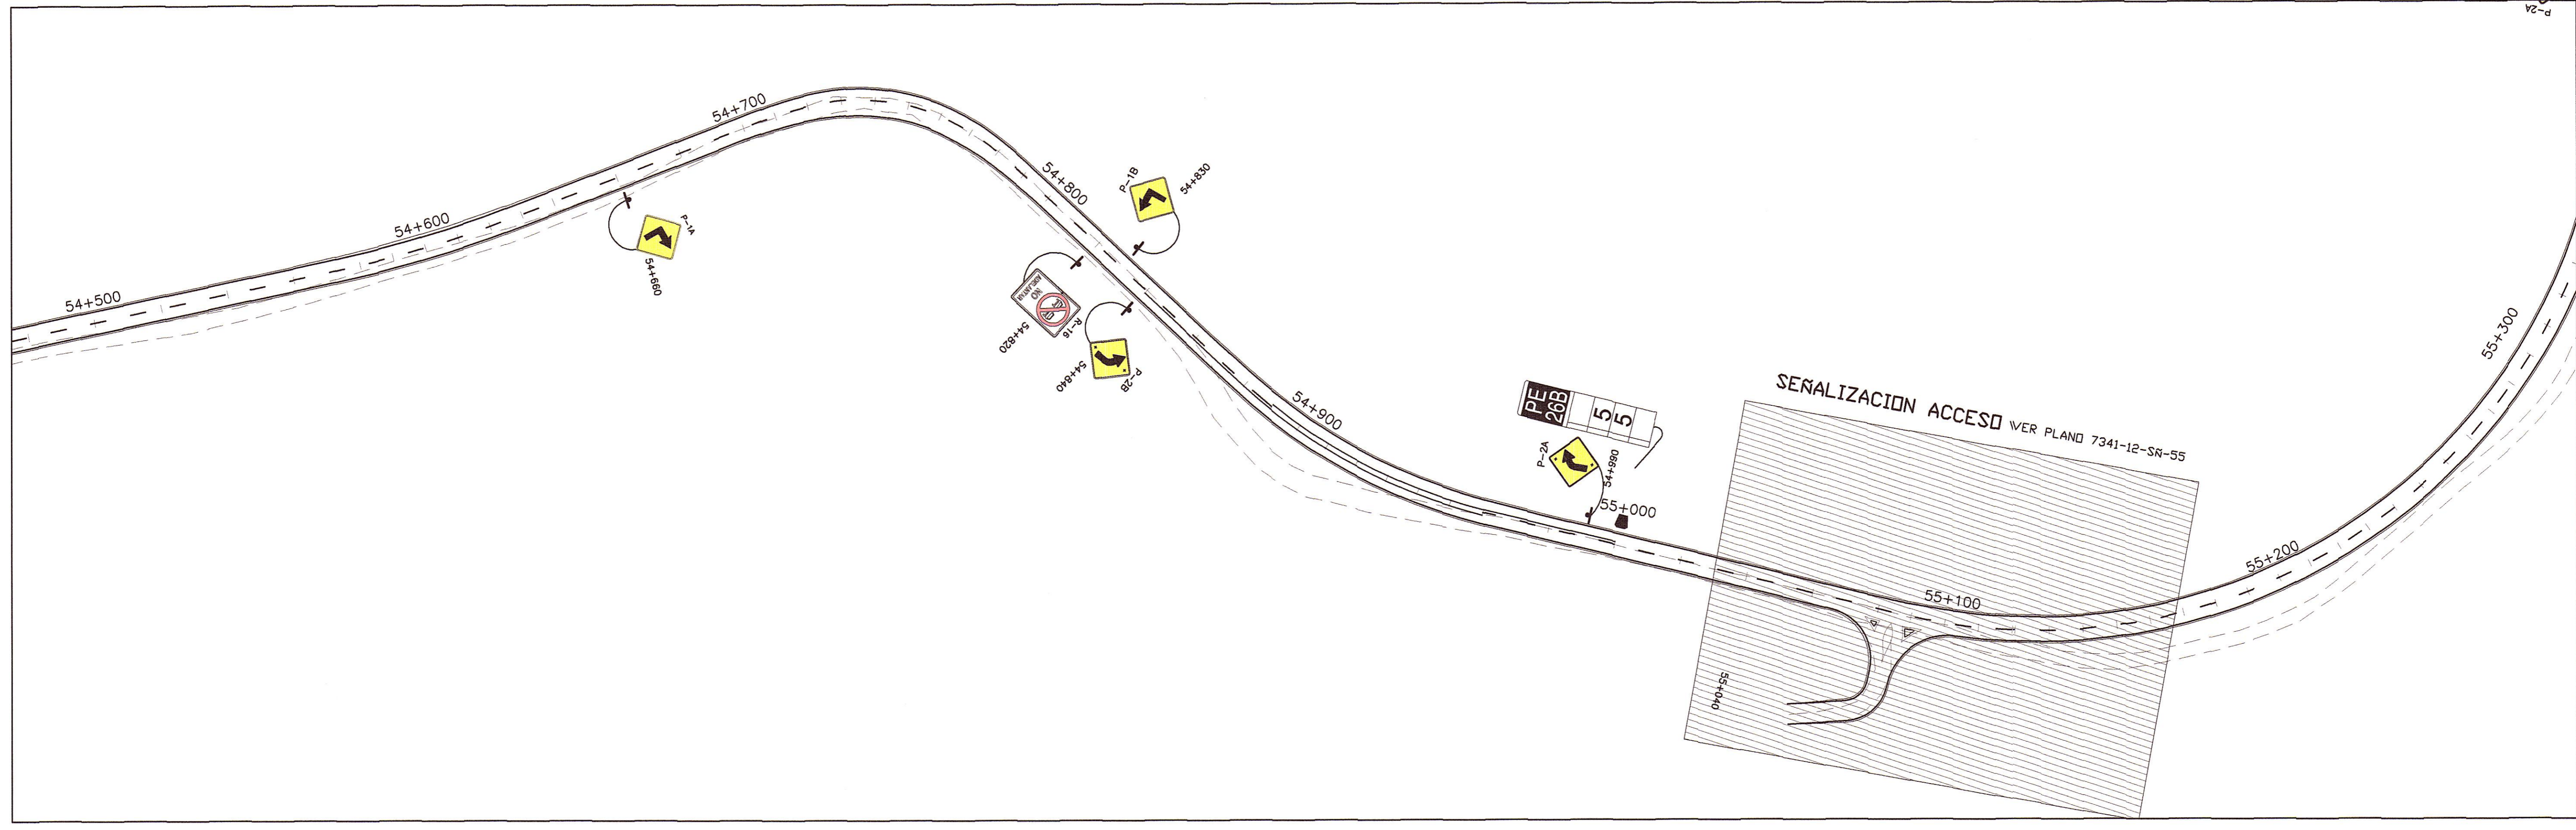 P-2A
54+500
54+600
54+700
P-1A
54+660
54+800
P-1B
54+830
NO
ADELANTAR
R-16
54+820
P-2B
54+840
54+900
PE
26B
5
5
P-2A
54+990
55+000
SEÑALIZACION ACCESO VER PLANO 7341-12-SÑ-55
55+040
55+100
55+200
55+300